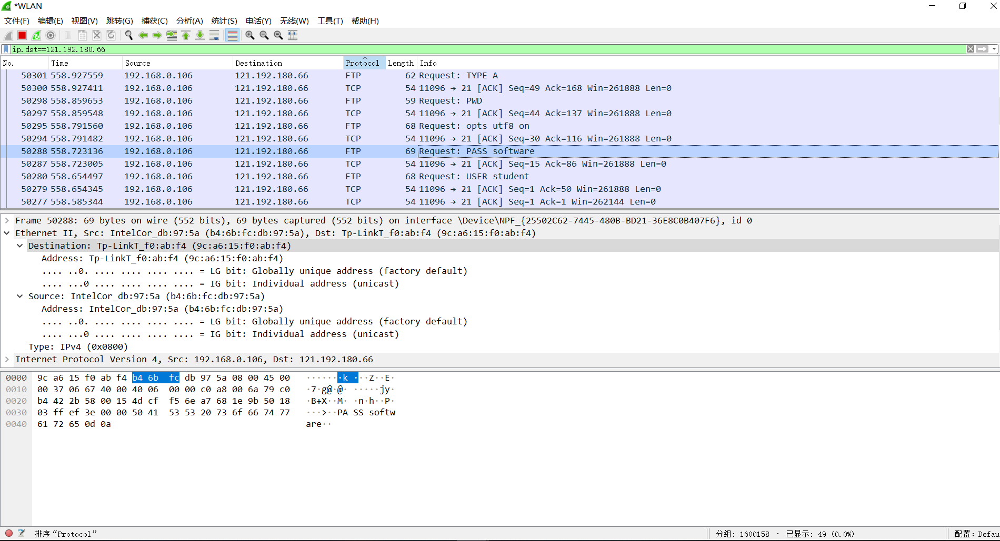 *WLAN
文件(F) 编辑(E) 视图(V) 跳转(G) 捕获(C) 分析(A) 统计(S) 电话(Y) 无线(W) 工具(T) 帮助(H)
ip.dst==121.192.180.66
No. Time Source Destination Protocol Length Info
50301 558.927559 192.168.0.106 121.192.180.66 FTP 62 Request: TYPE A
50300 558.927411 192.168.0.106 121.192.180.66 TCP 54 11096 → 21 [ACK] Seq=49 Ack=168 Win=261888 Len=0
50298 558.859653 192.168.0.106 121.192.180.66 FTP 59 Request: PWD
50297 558.859548 192.168.0.106 121.192.180.66 TCP 54 11096 → 21 [ACK] Seq=44 Ack=137 Win=261888 Len=0
50295 558.791560 192.168.0.106 121.192.180.66 FTP 68 Request: opts utf8 on
50294 558.791482 192.168.0.106 121.192.180.66 TCP 54 11096 → 21 [ACK] Seq=30 Ack=116 Win=261888 Len=0
50288 558.723136 192.168.0.106 121.192.180.66 FTP 69 Request: PASS software
50287 558.723005 192.168.0.106 121.192.180.66 TCP 54 11096 → 21 [ACK] Seq=15 Ack=86 Win=261888 Len=0
50280 558.654497 192.168.0.106 121.192.180.66 FTP 68 Request: USER student
50279 558.654345 192.168.0.106 121.192.180.66 TCP 54 11096 → 21 [ACK] Seq=1 Ack=50 Win=261888 Len=0
50277 558.585344 192.168.0.106 121.192.180.66 TCP 54 11096 → 21 [ACK] Seq=1 Ack=1 Win=262144 Len=0
Frame 50288: 69 bytes on wire (552 bits), 69 bytes captured (552 bits) on interface \Device\NPF_{25502C62-7445-480B-BD21-36E8C0B407F6}, id 0
Ethernet II, Src: IntelCor_db:97:5a (b4:6b:fc:db:97:5a), Dst: Tp-LinkT_f0:ab:f4 (9c:a6:15:f0:ab:f4)
Destination: Tp-LinkT_f0:ab:f4 (9c:a6:15:f0:ab:f4)
Address: Tp-LinkT_f0:ab:f4 (9c:a6:15:f0:ab:f4)
.... ..0. .... .... .... .... = LG bit: Globally unique address (factory default)
.... ...0 .... .... .... .... = IG bit: Individual address (unicast)
Source: IntelCor_db:97:5a (b4:6b:fc:db:97:5a)
Address: IntelCor_db:97:5a (b4:6b:fc:db:97:5a)
.... ..0. .... .... .... .... = LG bit: Globally unique address (factory default)
.... ...0 .... .... .... .... = IG bit: Individual address (unicast)
Type: IPv4 (0x0800)
Internet Protocol Version 4, Src: 192.168.0.106, Dst: 121.192.180.66
0000 9c a6 15 f0 ab f4 b4 6b fc db 97 5a 08 00 45 00 ·······k ···Z··E·
0010 00 37 06 67 40 00 40 06 00 00 c0 a8 00 6a 79 c0 ·7·g@·@· ·····jy·
0020 b4 42 2b 58 00 15 4d cf f5 6e a7 68 1e 9b 50 18 ·B+X··M· ·n·h··P·
0030 03 ff ef 3e 00 00 50 41 53 53 20 73 6f 66 74 77 ···>··PA SS softw
0040 61 72 65 0d 0a are··
排序“Protocol” 分组: 1600158 · 已显示: 49 (0.0%) 配置: Defau